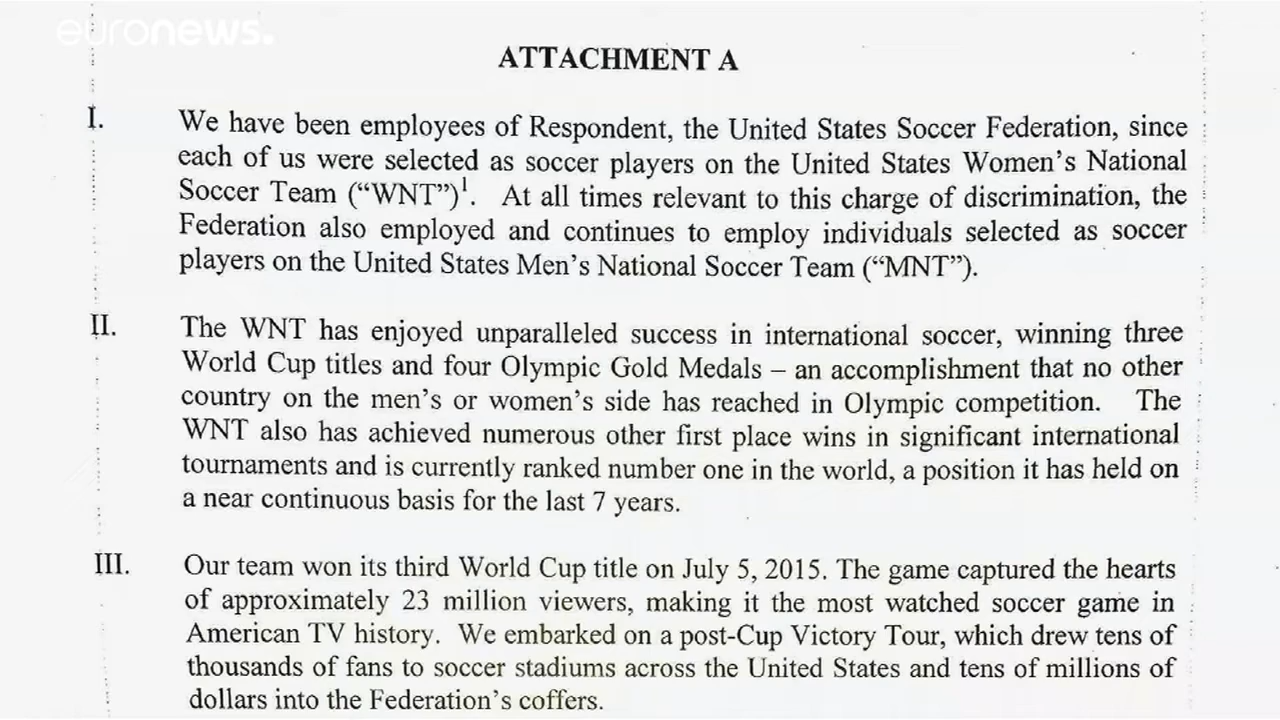 euronews.
ATTACHMENT A
I. We have been employees of Respondent, the United States Soccer Federation, since
each of us were selected as soccer players on the United States Women’s National
Soccer Team (“WNT”)¹. At all times relevant to this charge of discrimination, the
Federation also employed and continues to employ individuals selected as soccer
players on the United States Men’s National Soccer Team (“MNT”).
II. The WNT has enjoyed unparalleled success in international soccer, winning three
World Cup titles and four Olympic Gold Medals – an accomplishment that no other
country on the men’s or women’s side has reached in Olympic competition. The
WNT also has achieved numerous other first place wins in significant international
tournaments and is currently ranked number one in the world, a position it has held on
a near continuous basis for the last 7 years.
III. Our team won its third World Cup title on July 5, 2015. The game captured the hearts
of approximately 23 million viewers, making it the most watched soccer game in
American TV history. We embarked on a post-Cup Victory Tour, which drew tens of
thousands of fans to soccer stadiums across the United States and tens of millions of
dollars into the Federation’s coffers.